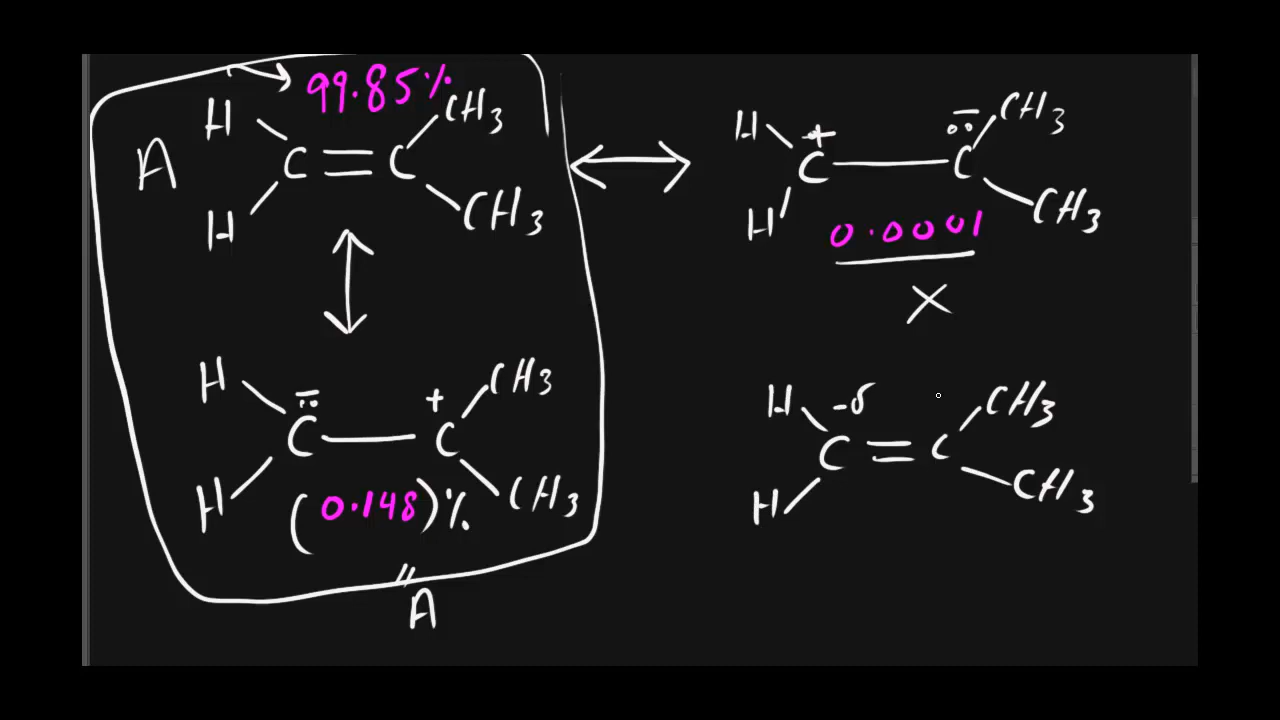 99.85%
H CH3 H + -- CH3
A C = C C — C
H CH3 H CH3
0.0001
X
H -- + CH3 H -δ CH3
C — C C = C
H (0.148)% CH3 H CH3
A